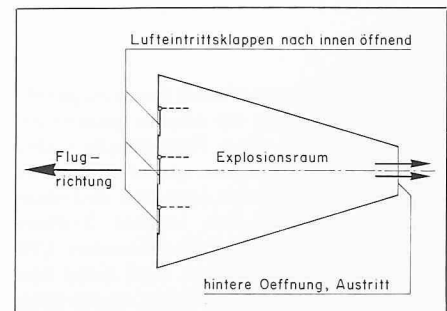 Lufteintrittsklappen nach innen öffnend
Flug-
richtung
Explosionsraum
hintere Oeffnung, Austritt